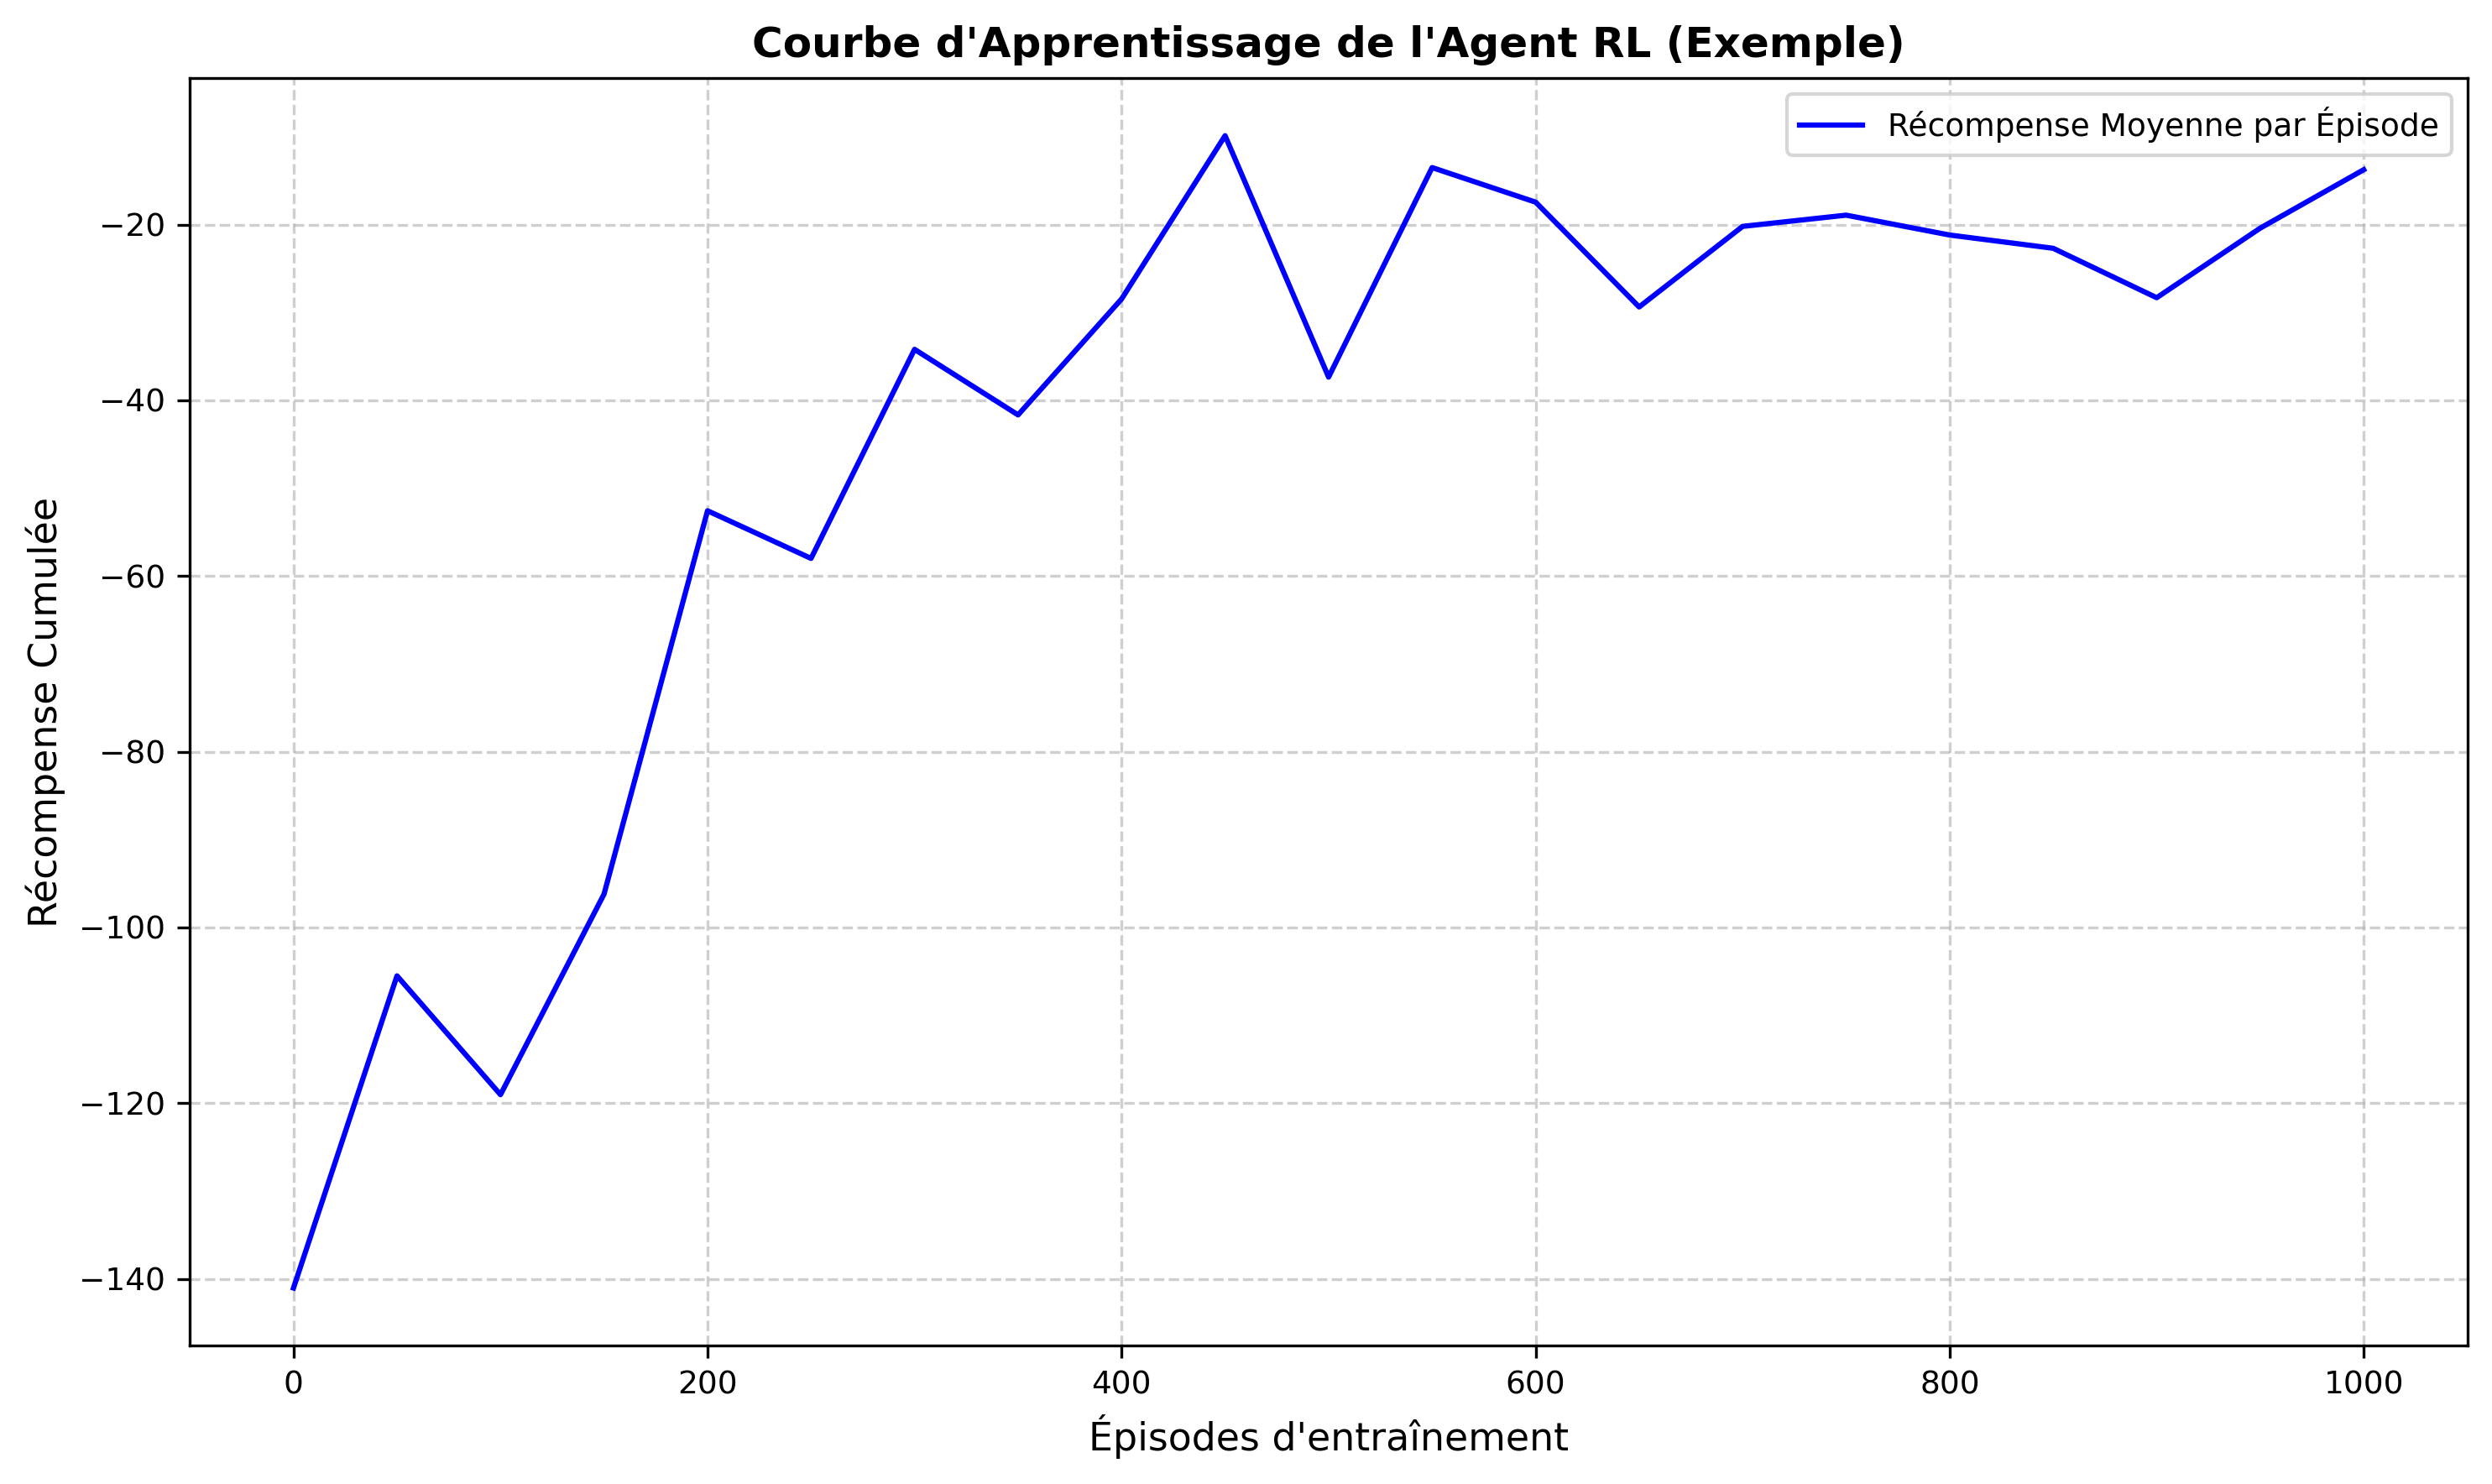 Courbe d'Apprentissage de l'Agent RL (Exemple)
Récompense Moyenne par Épisode
Récompense Cumulée
−20
−40
−60
−80
−100
−120
−140
0 200 400 600 800 1000
Épisodes d'entraînement